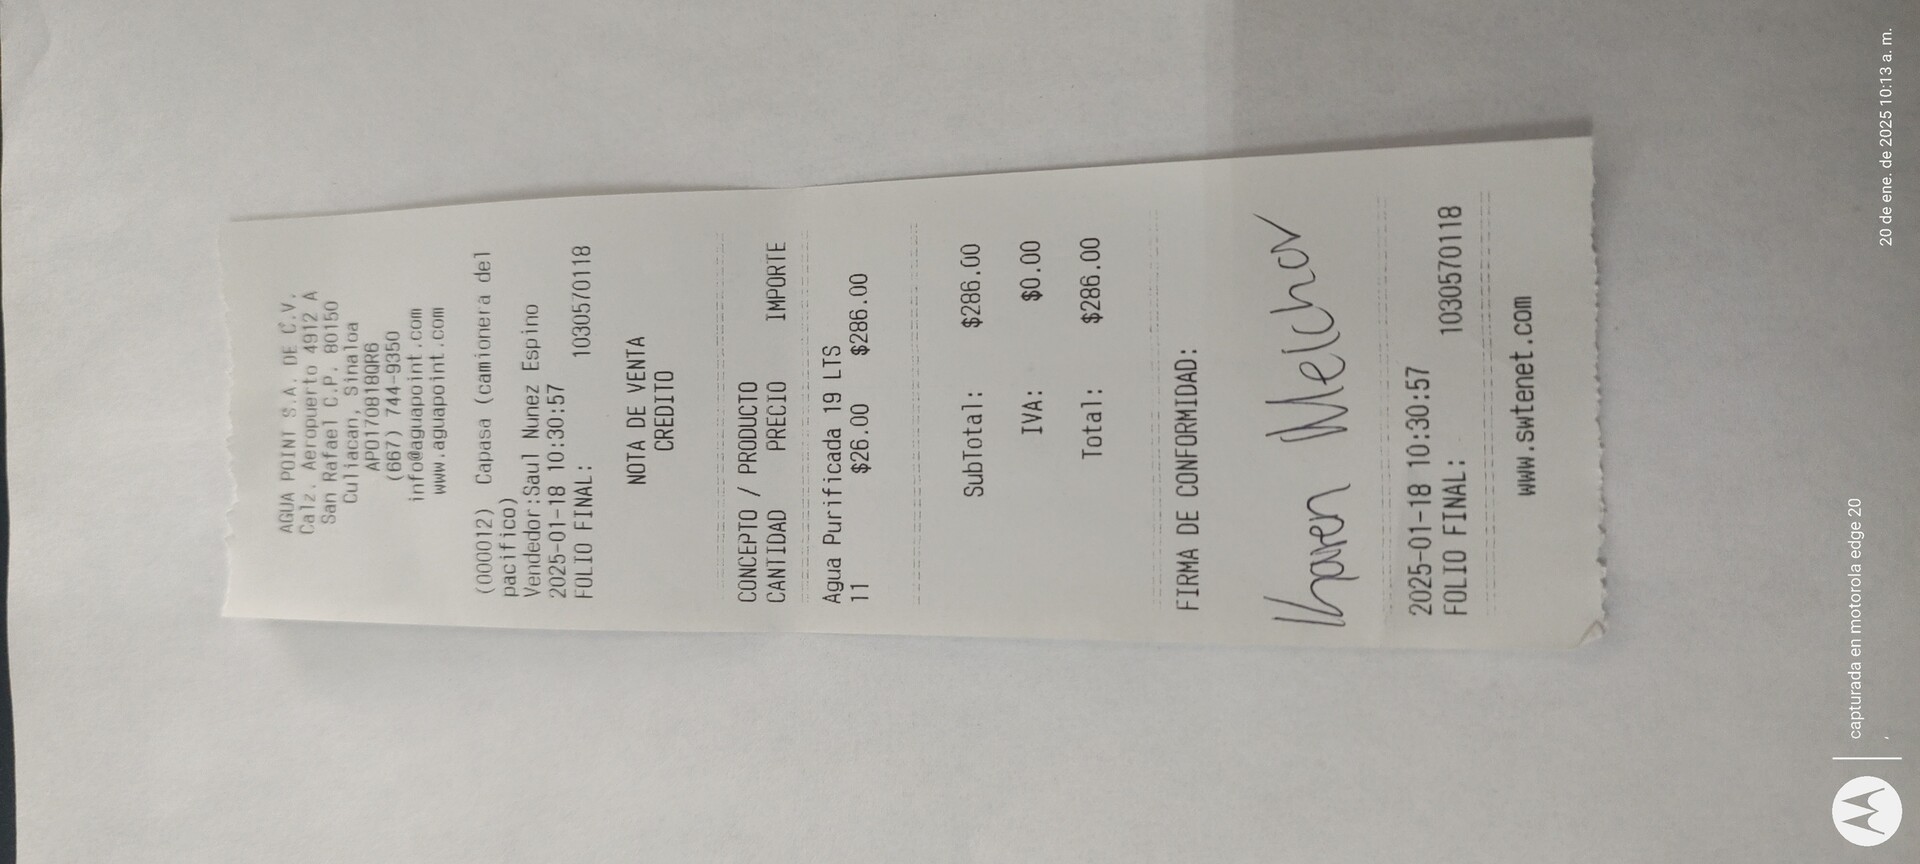 AGUA POINT S.A. DE C.V.
Calz. Aeropuerto 4912 A
San Rafael C.P. 80150
Culiacan, Sinaloa
APO170818QR6
(667) 744-9350
info@aguapoint.com
www.aguapoint.com
(000012) Capasa (camionera del
pacifico)
Vendedor:Saul Nunez Espino
2025-01-18 10:30:57
FOLIO FINAL: 1030570118
NOTA DE VENTA
CREDITO
CONCEPTO / PRODUCTO
CANTIDAD PRECIO IMPORTE
Agua Purificada 19 LTS
11 $26.00 $286.00
SubTotal: $286.00
IVA: $0.00
Total: $286.00
FIRMA DE CONFORMIDAD:
Karen Melchor
2025-01-18 10:30:57
FOLIO FINAL: 1030570118
www.swtenet.com
capturada en motorola edge 20
20 de ene. de 2025 10:13 a. m.